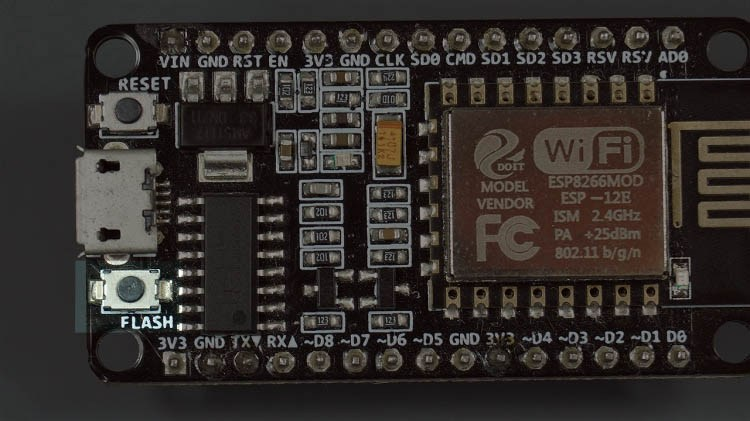 VIN GND RST EN 3V3 GND CLK SD0 CMD SD1 SD2 SD3 RSV RSV AD0
RESET
DOIT
WiFi
MODEL
VENDOR
ESP8266MOD
ESP-12E
ISM 2.4GHz
PA +25dBm
802.11 b/g/n
FC
FLASH
3V3 GND TX▼ RX▲ ~D8 ~D7 ~D6 ~D5 GND 3V3 ~D4 ~D3 ~D2 ~D1 D0